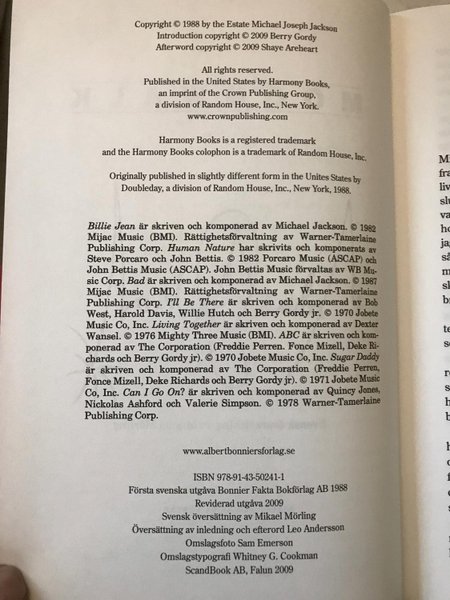 Copyright © 1988 by the Estate Michael Joseph Jackson
Introduction copyright © 2009 Berry Gordy
Afterword copyright © 2009 Shaye Areheart
All rights reserved.
Published in the United States by Harmony Books,
an imprint of the Crown Publishing Group,
a division of Random House, Inc., New York.
www.crownpublishing.com
Harmony Books is a registered trademark
and the Harmony Books colophon is a trademark of Random House, Inc.
Originally published in slightly different form in the Unites States by
Doubleday, a division of Random House, Inc., New York, 1988.
Billie Jean är skriven och komponerad av Michael Jackson. © 1982
Mijac Music (BMI). Rättighetsförvaltning av Warner-Tamerlaine
Publishing Corp. Human Nature har skrivits och komponerats av
Steve Porcaro och John Bettis. © 1982 Porcaro Music (ASCAP) och
John Bettis Music (ASCAP). John Bettis Music förvaltas av WB Mu-
sic Corp. Bad är skriven och komponerad av Michael Jackson. © 1987
Mijac Music (BMI). Rättighetsförvaltning av Warner-Tamerlaine
Publishing Corp. I'll Be There är skriven och komponerad av Bob
West, Harold Davis, Willie Hutch och Berry Gordy jr. © 1970 Jobete
Music Co, Inc. Living Together är skriven och komponerad av Dexter
Wansel. © 1976 Mighty Three Music (BMI). ABC är skriven och kom-
ponerad av The Corporation (Freddie Perren. Fonce Mizell, Deke Ri-
chards och Berry Gordy jr). © 1970 Jobete Music Co, Inc. Sugar Daddy
är skriven och komponerad av The Corporation (Freddie Perren,
Fonce Mizell, Deke Richards och Berry Gordy jr). © 1971 Jobete Music
Co, Inc. Can I Go On? är skriven och komponerad av Quincy Jones,
Nickolas Ashford och Valerie Simpson. © 1978 Warner-Tamerlaine
Publishing Corp.
www.albertbonniersforlag.se
ISBN 978-91-43-50241-1
Första svenska utgåva Bonnier Fakta Bokförlag AB 1988
Reviderad utgåva 2009
Svensk översättning av Mikael Mörling
Översättning av inledning och efterord Leo Andersson
Omslagsfoto Sam Emerson
Omslagstypografi Whitney G. Cookman
ScandBook AB, Falun 2009